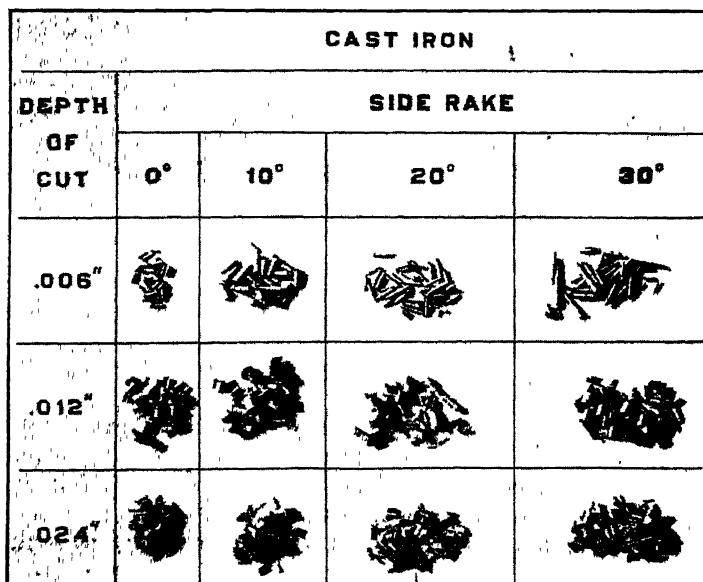 CAST IRON
DEPTH
OF
CUT
SIDE RAKE
0° 10° 20° 30°
.006"
.012"
.024"